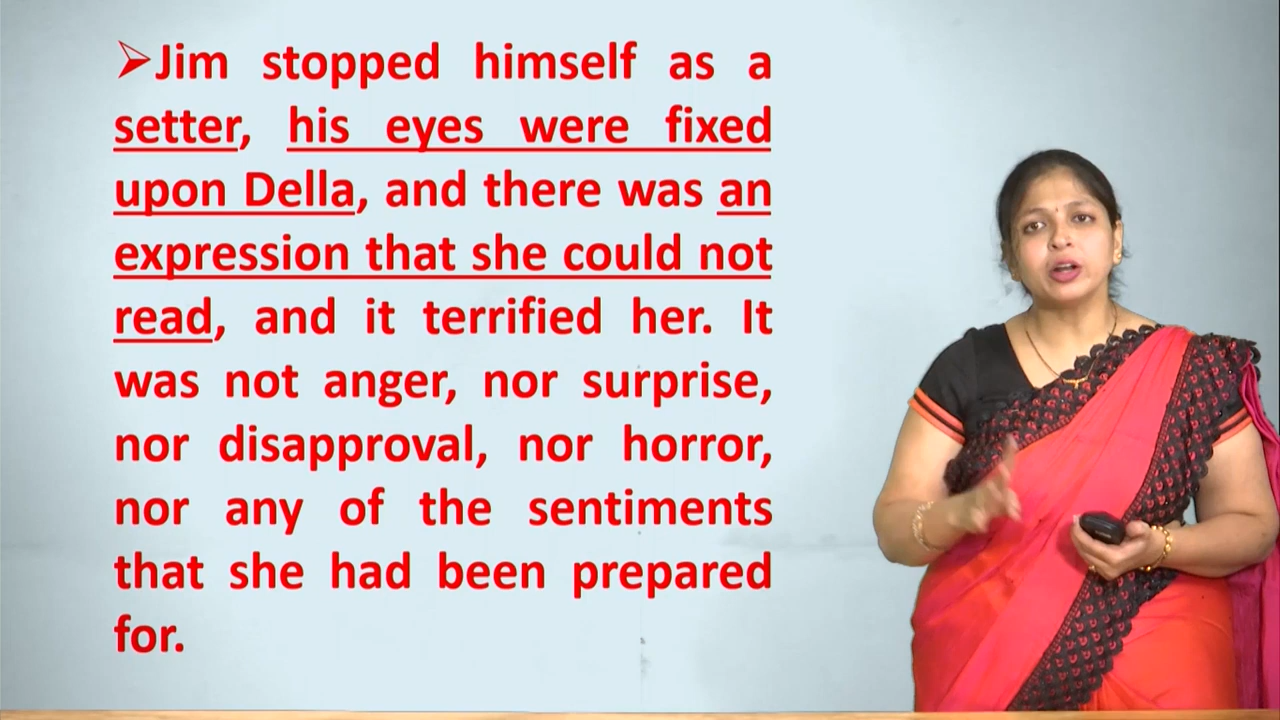 ➢Jim stopped himself as a
setter, his eyes were fixed
upon Della, and there was an
expression that she could not
read, and it terrified her. It
was not anger, nor surprise,
nor disapproval, nor horror,
nor any of the sentiments
that she had been prepared
for.